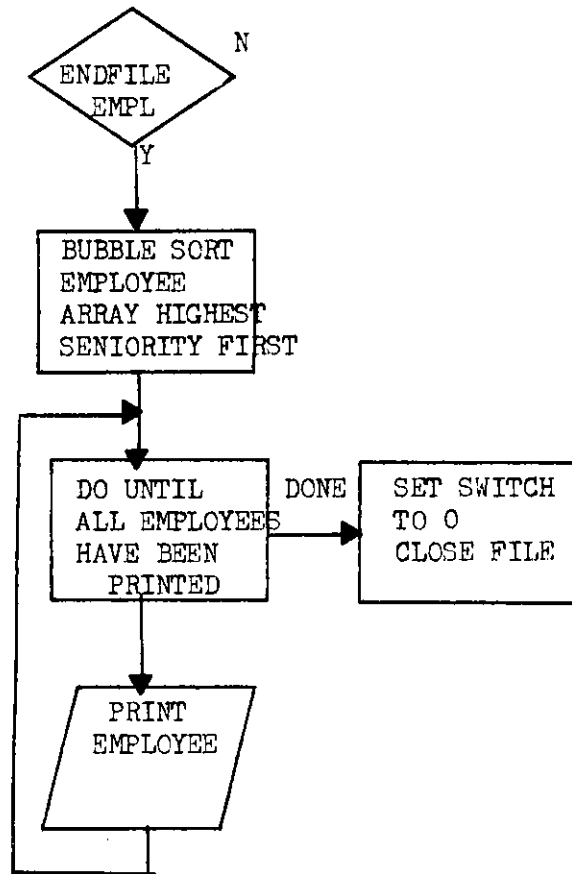 N
ENDFILE
EMPL
Y
BUBBLE SORT
EMPLOYEE
ARRAY HIGHEST
SENIORITY FIRST
DO UNTIL
ALL EMPLOYEES
HAVE BEEN
PRINTED
DONE
SET SWITCH
TO 0
CLOSE FILE
PRINT
EMPLOYEE